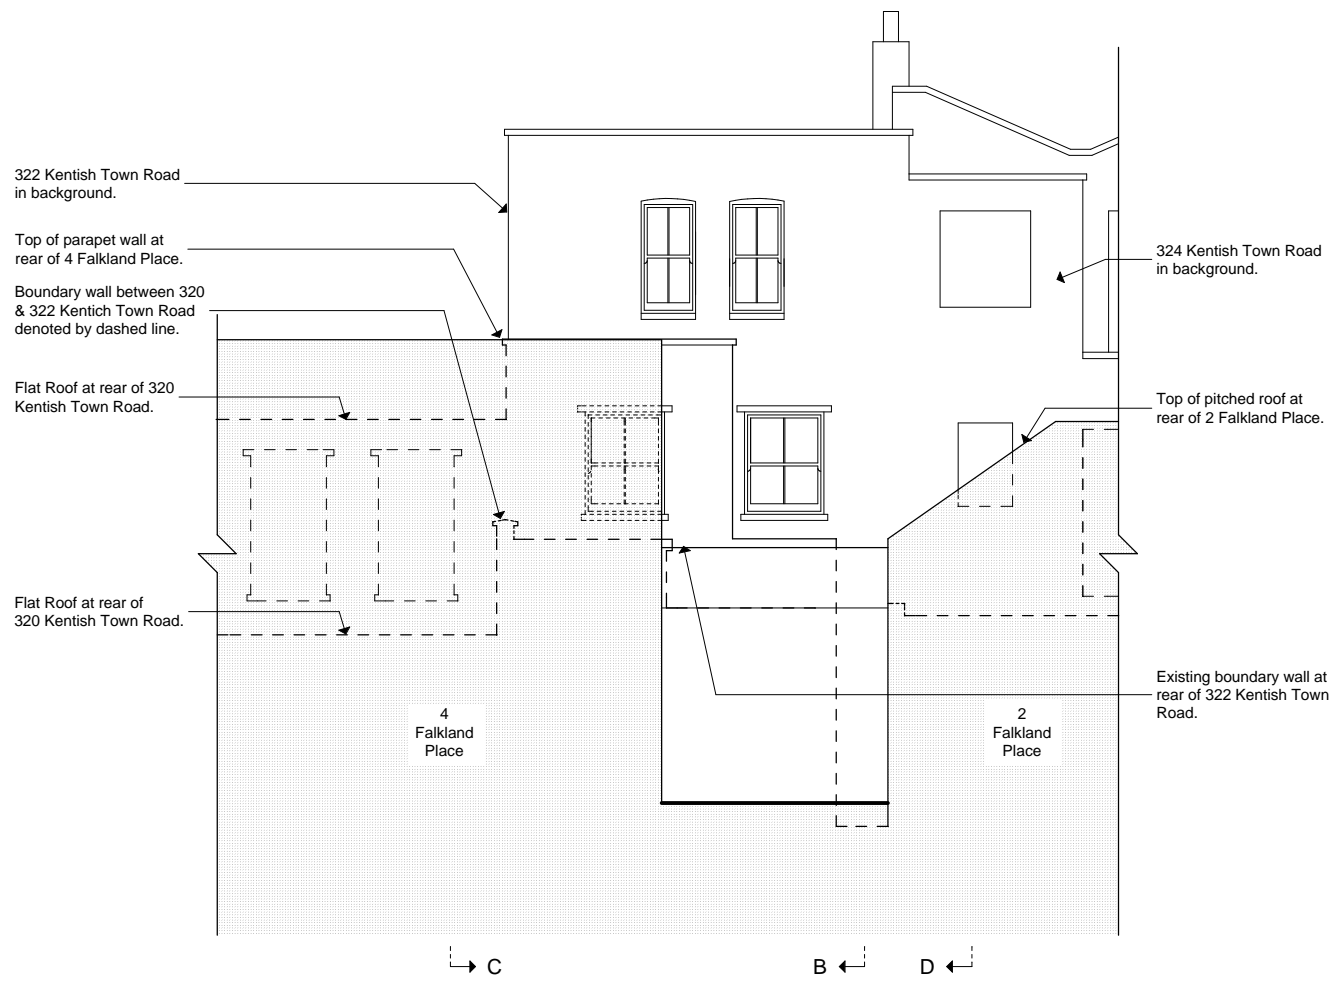 322 Kentish Town Road
in background.
Top of parapet wall at
rear of 4 Falkland Place.
Boundary wall between 320
& 322 Kentich Town Road
denoted by dashed line.
Flat Roof at rear of 320
Kentish Town Road.
Flat Roof at rear of
320 Kentish Town Road.
324 Kentish Town Road
in background.
Top of pitched roof at
rear of 2 Falkland Place.
Existing boundary wall at
rear of 322 Kentish Town
Road.
4
Falkland
Place
2
Falkland
Place
C
B
D